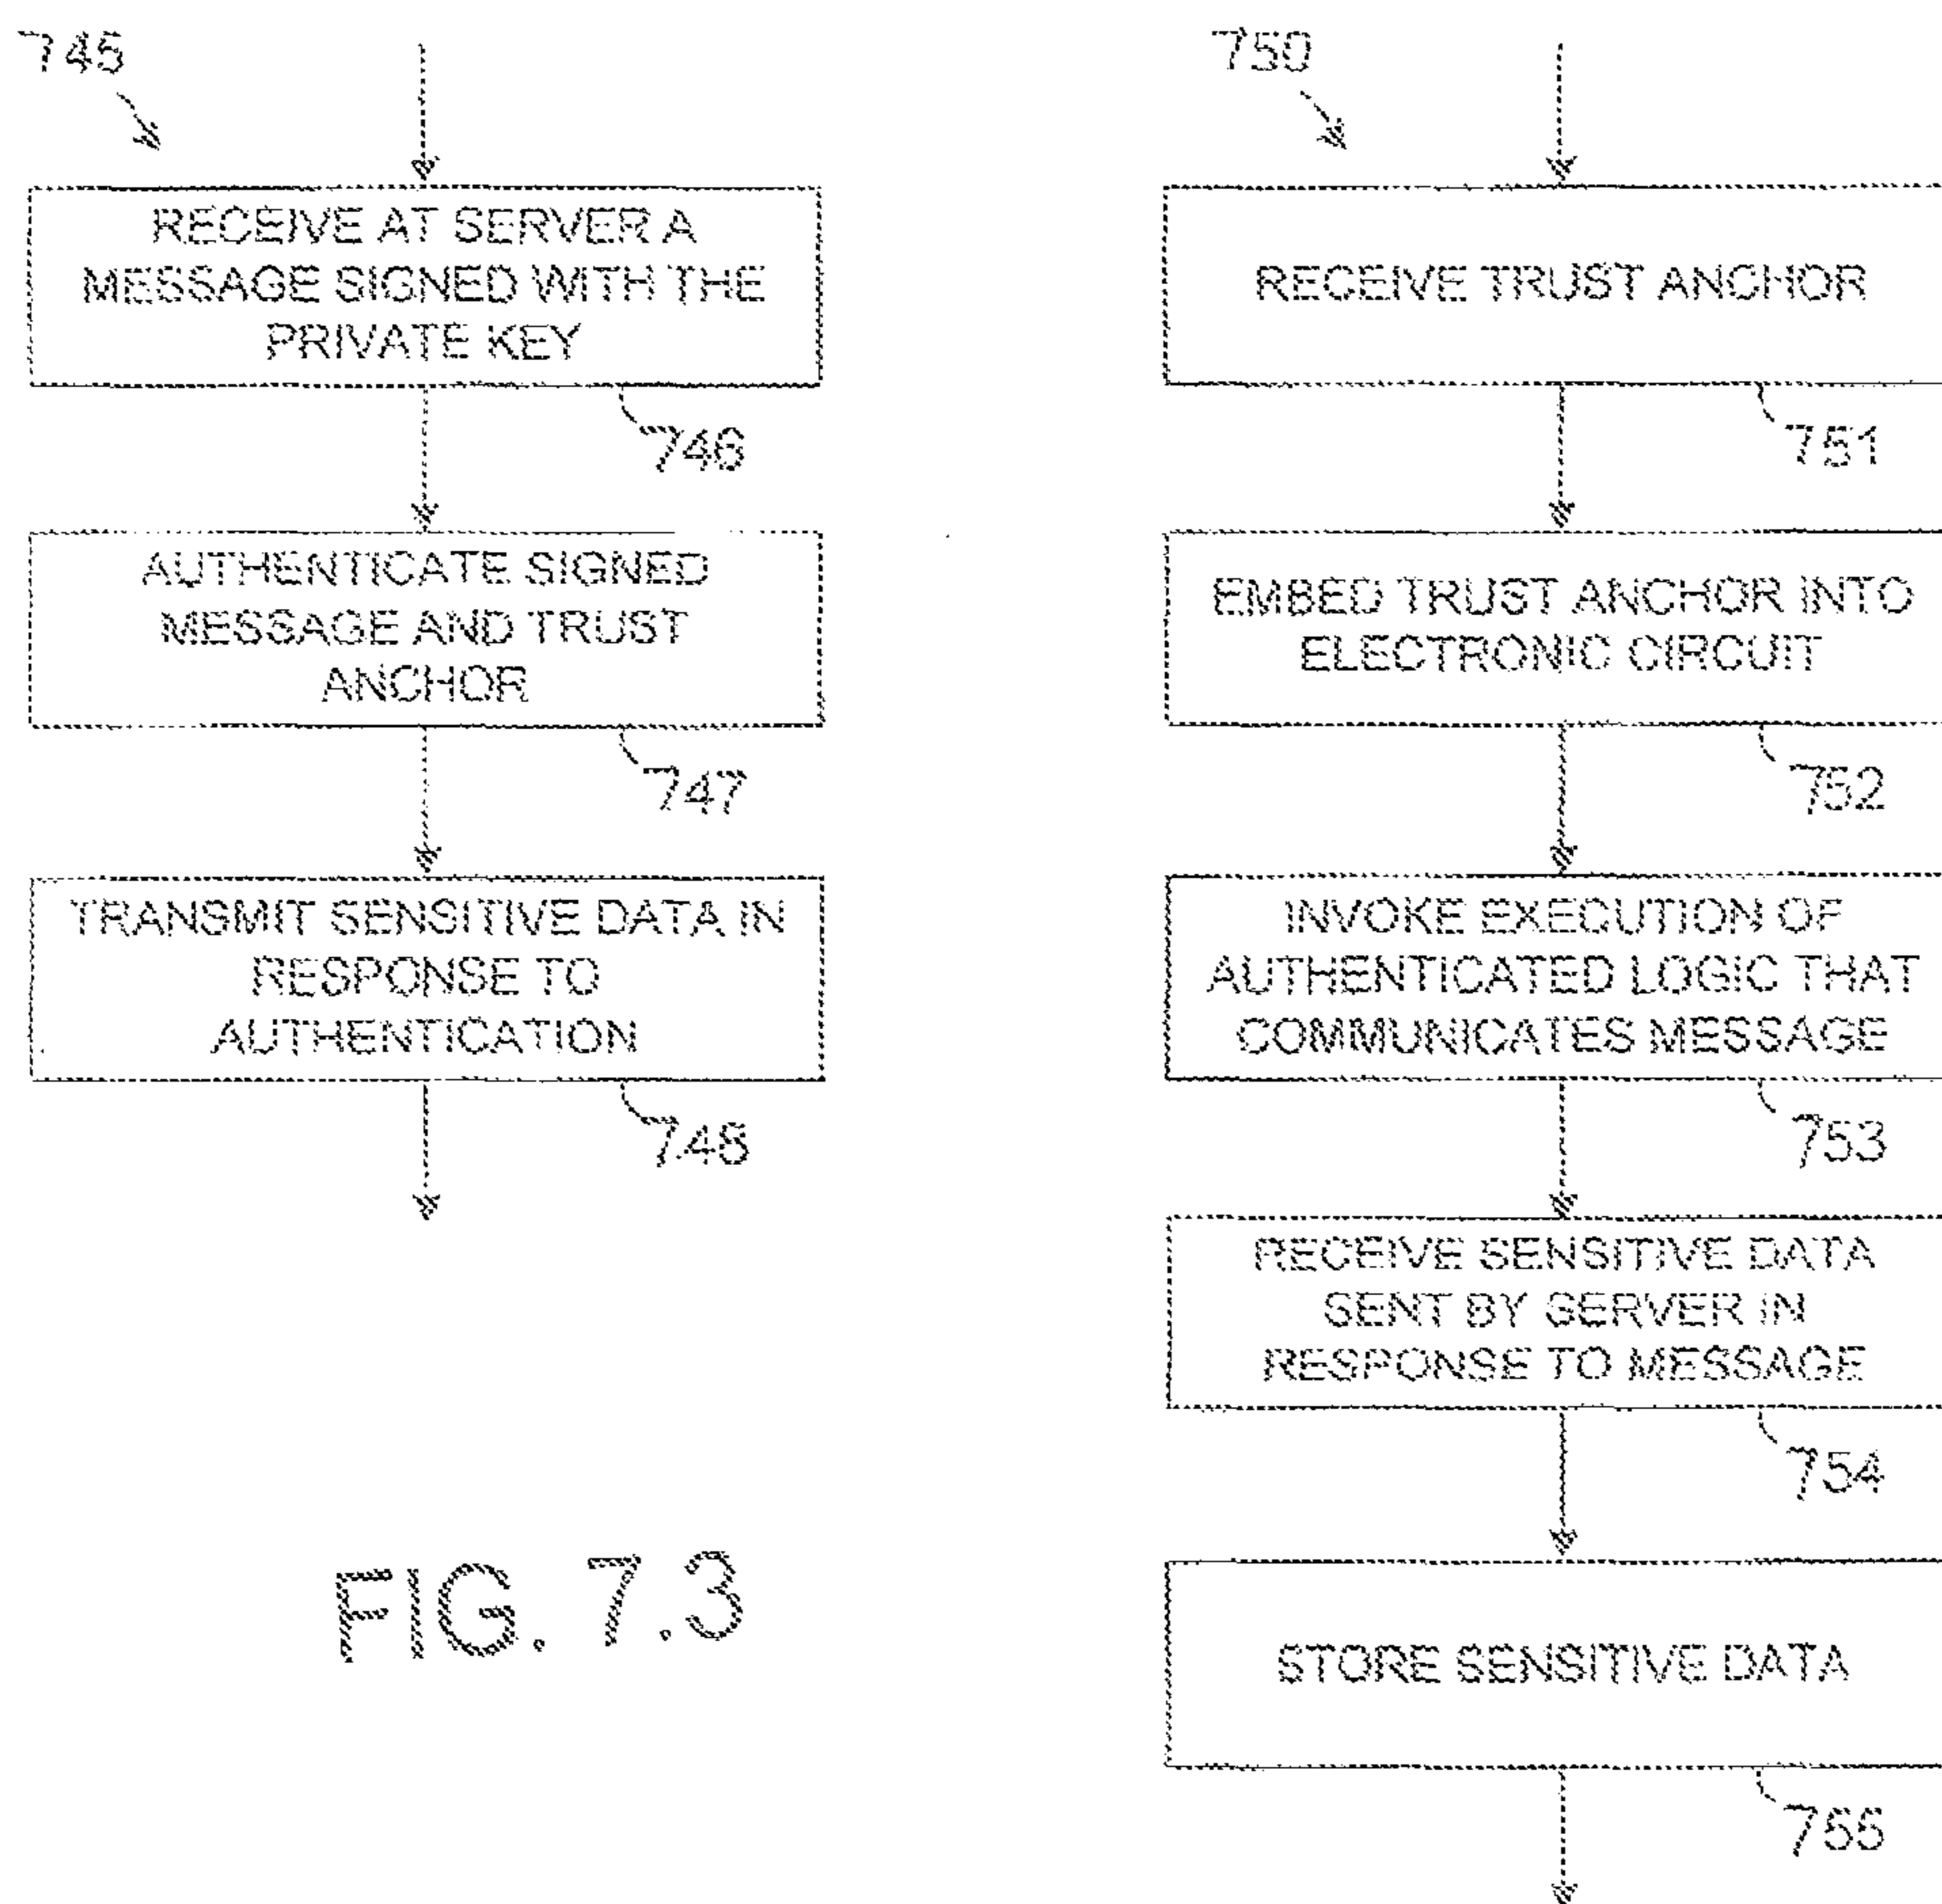 745
RECEIVE AT SERVER A
MESSAGE SIGNED WITH THE
PRIVATE KEY
746
AUTHENTICATE SIGNED
MESSAGE AND TRUST
ANCHOR
747
TRANSMIT SENSITIVE DATA IN
RESPONSE TO
AUTHENTICATION
748
FIG. 7.3
750
RECEIVE TRUST ANCHOR
751
EMBED TRUST ANCHOR INTO
ELECTRONIC CIRCUIT
752
INVOKE EXECUTION OF
AUTHENTICATED LOGIC THAT
COMMUNICATES MESSAGE
753
RECEIVE SENSITIVE DATA
SENT BY SERVER IN
RESPONSE TO MESSAGE
754
STORE SENSITIVE DATA
755